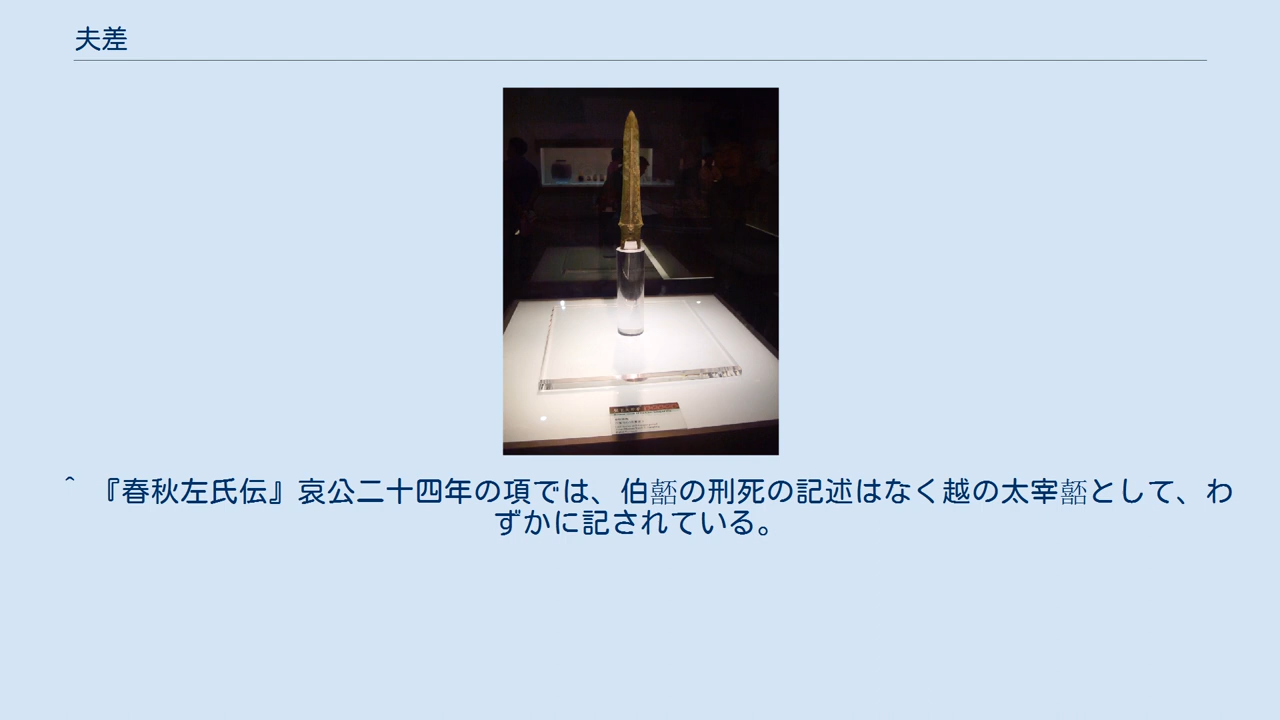 夫差
^ 『春秋左氏伝』哀公二十四年の項では、伯嚭の刑死の記述はなく越の太宰嚭として、わ
ずかに記されている。